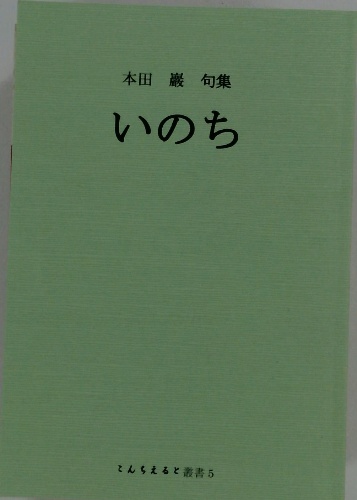 本田 巖 句集
いのち
こんちえると叢書5